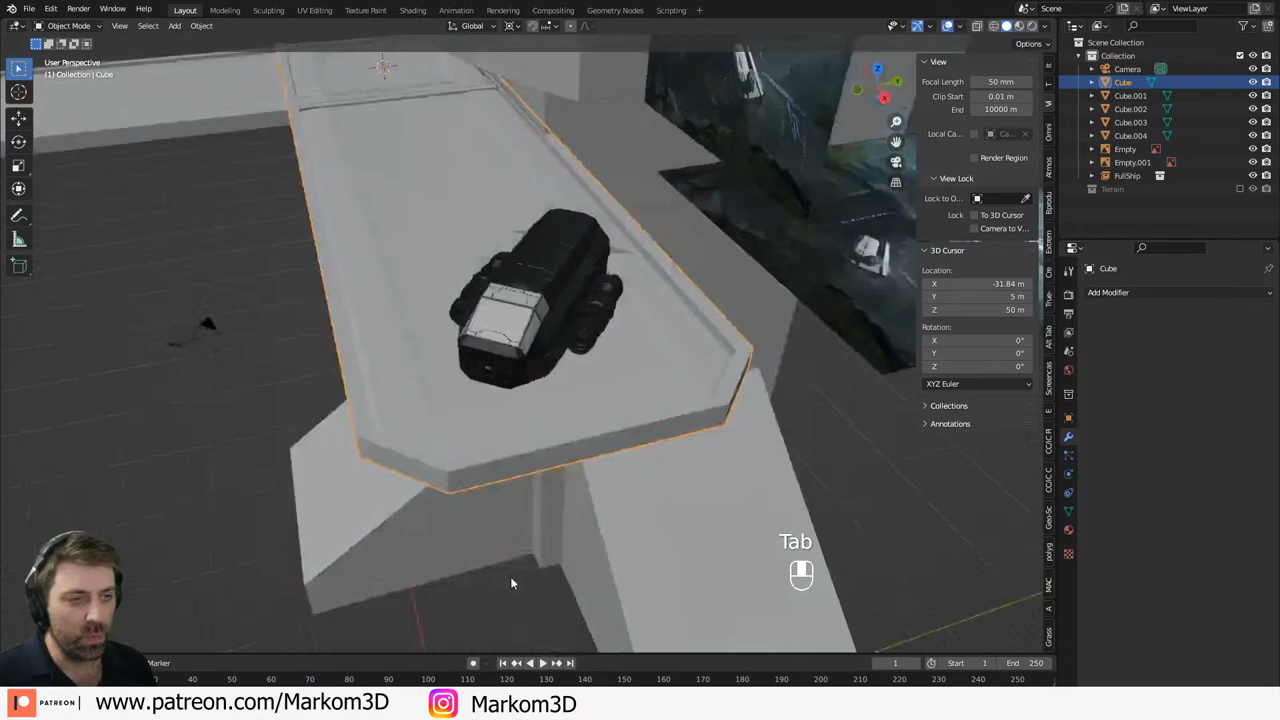 File Edit Render Window Help Layout Modeling Sculpting UV Editing Texture Paint Shading Animation Rendering Compositing Geometry Nodes Scripting Scene ViewLayer
Object Mode View Select Add Object Global
Options
User Perspective
(1) Collection | Cube
View
Focal Length 50 mm
Clip Start 0.01 m
End 10000 m
Local Ca...
Render Region
View Lock
Lock to O...
Lock To 3D Cursor
Camera to V...
3D Cursor
Location:
X -31.84 m
Y 5 m
Z 50 m
Rotation:
X 0°
Y 0°
Z 0°
XYZ Euler
Collections
Annotations
Scene Collection
Collection
Camera
Cube
Cube.001
Cube.002
Cube.003
Cube.004
Empty
Empty.001
FullShip
Terrain
Cube
Add Modifier
Z
Y
X
Tab
Marker
1 Start 1 End 250
80 90 100 110 120 130 140 150 160 170 180 190 200 210 220 230 240 250
PATREON www.patreon.com/Markom3D Markom3D